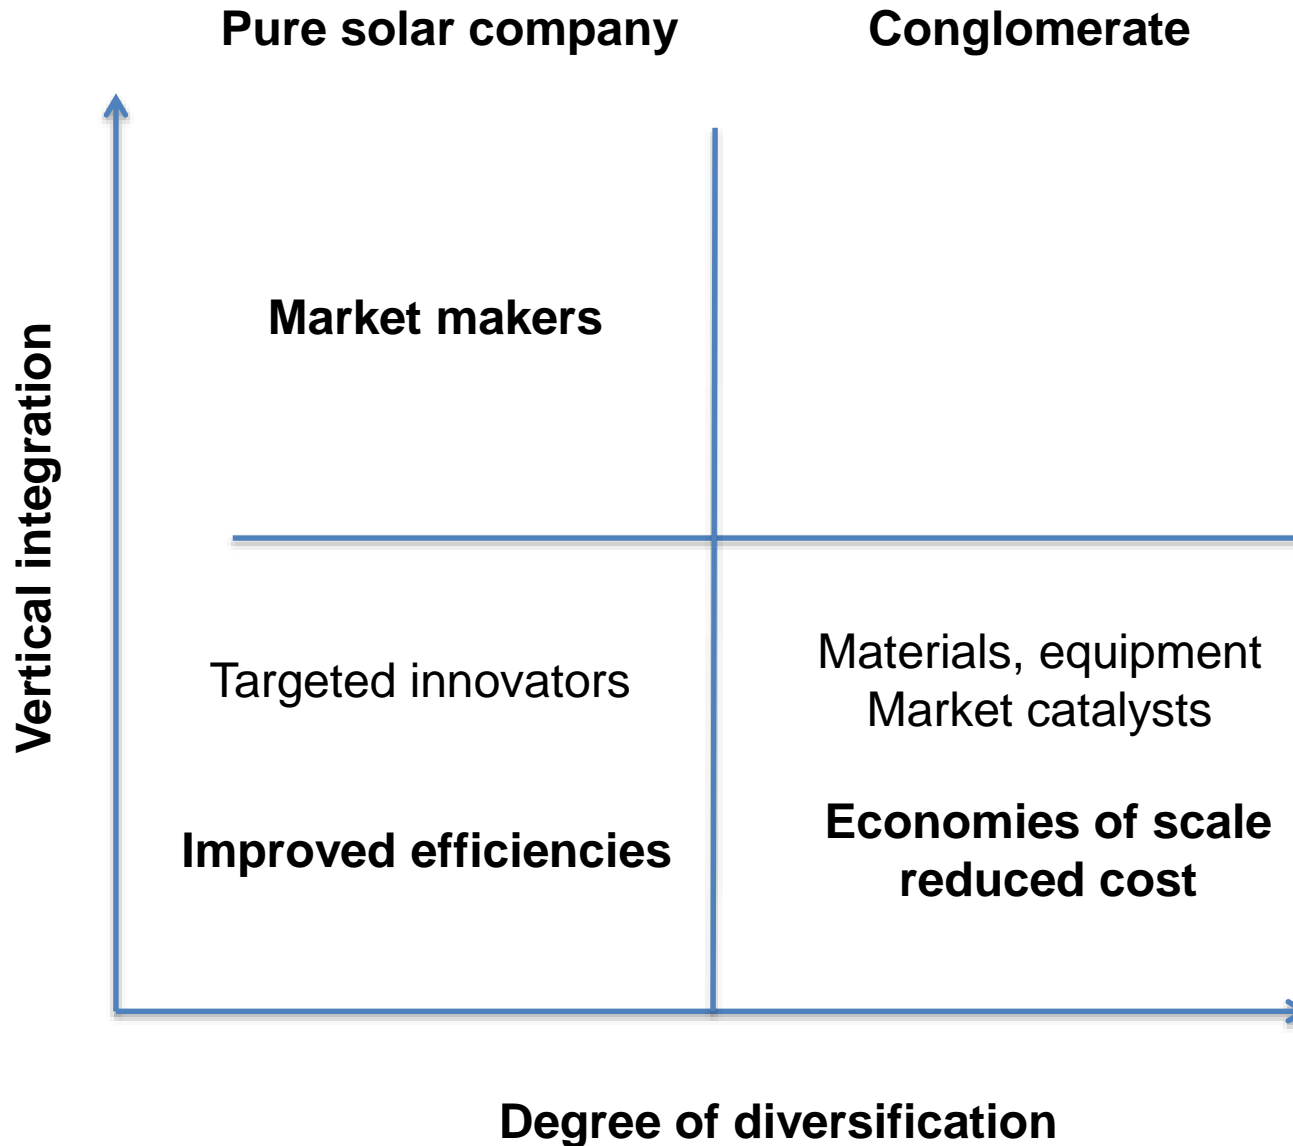 Pure solar company
Conglomerate
Vertical integration
Market makers
Targeted innovators
Improved efficiencies
Materials, equipment
Market catalysts
Economies of scale
reduced cost
Degree of diversification